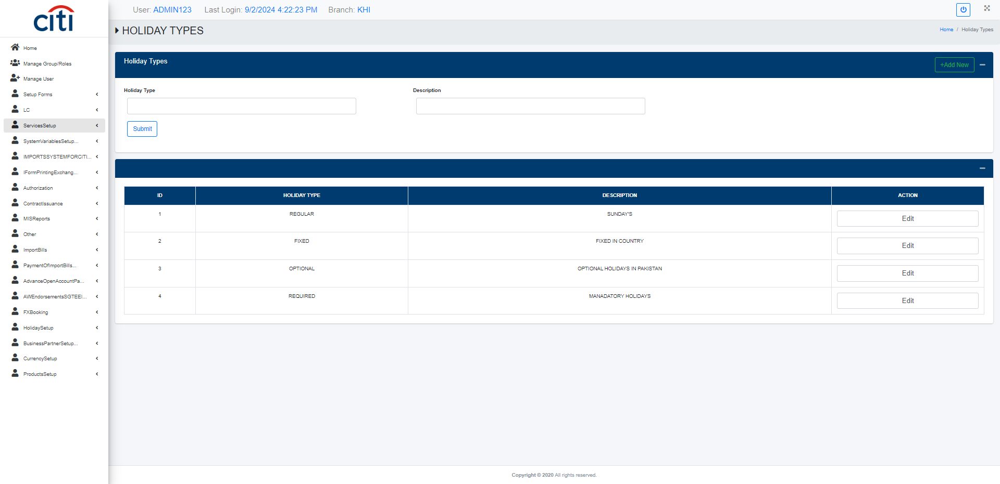 citi
User: ADMIN123 Last Login: 9/2/2024 4:22:23 PM Branch: KHI
HOLIDAY TYPES
Home / Holiday Types
Home
Manage Group/Roles
Manage User
Setup Forms
LC
ServicesSetup
SystemVariablesSetup...
IMPORTSSYSTEMFORCITI...
IFormPrintingExchang...
Authorization
ContractIssuance
MISReports
Other
ImportBills
PaymentOfImportBills...
AdvanceOpenAccountPa...
AWEndorsementsSGTEEI...
FXBooking
HolidaySetup
BusinessPartnerSetup...
CurrencySetup
ProductsSetup
Holiday Types
+Add New
Holiday Type Description
Submit
ID HOLIDAY TYPE DESCRIPTION ACTION
1 REGULAR SUNDAY'S Edit
2 FIXED FIXED IN COUNTRY Edit
3 OPTIONAL OPTIONAL HOLIDAYS IN PAKISTAN Edit
4 REQUIRED MANADATORY HOLIDAYS Edit
Copyright © 2020 All rights reserved.